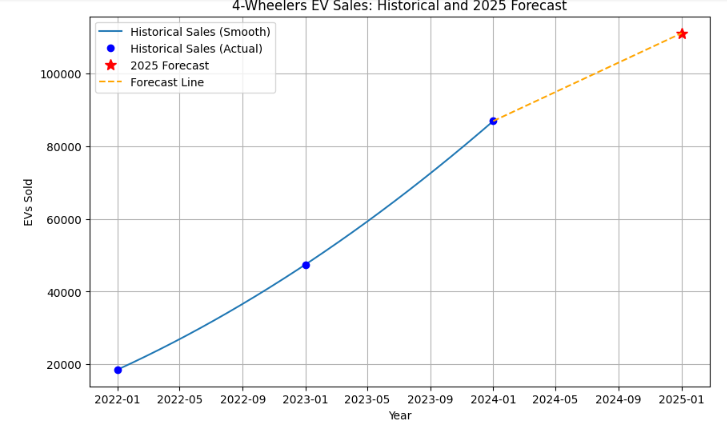 4-Wheelers EV Sales: Historical and 2025 Forecast
Historical Sales (Smooth)
Historical Sales (Actual)
2025 Forecast
Forecast Line
100000
80000
60000
40000
20000
EVs Sold
2022-01 2022-05 2022-09 2023-01 2023-05 2023-09 2024-01 2024-05 2024-09 2025-01
Year